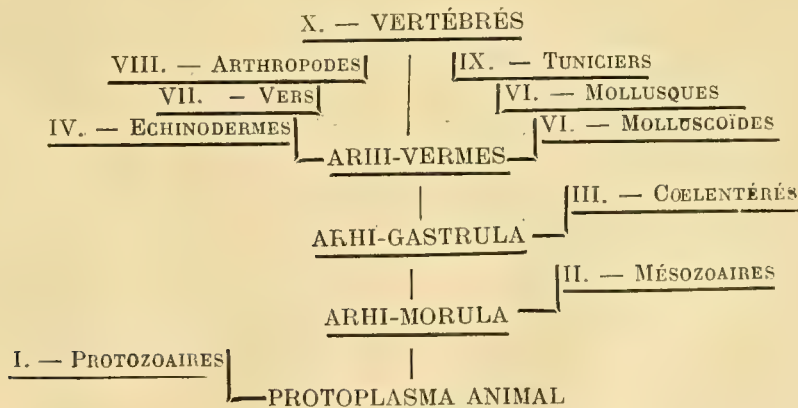 X. — VERTÉBRÉS
VIII. — ARTHROPODES
IX. — TUNICIERS
VII. — VERS
VI. — MOLLUSQUES
IV. — ECHINODERMES
VI. — MOLLUSCOÏDES
ARIII-VERMES
III. — CŒLENTÉRÉS
ARHI-GASTRULA
II. — MÉSOZOAIRES
ARHI-MORULA
I. — PROTOZOAIRES
PROTOPLASMA ANIMAL